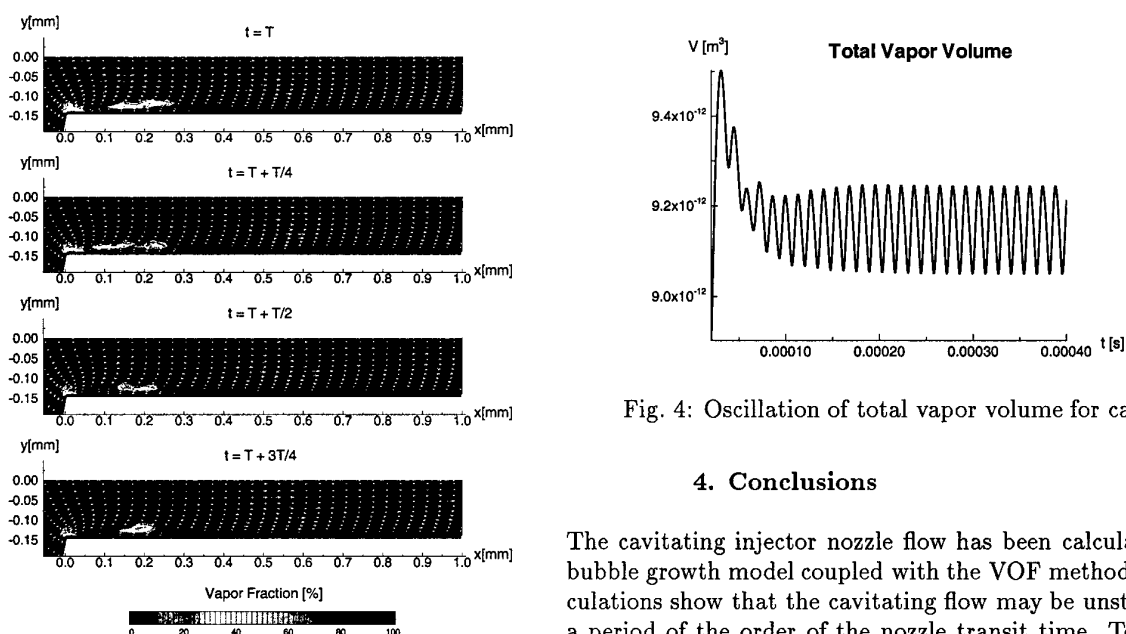 y[mm]
t = T
0.00
-0.05
-0.10
-0.15
0.0 0.1 0.2 0.3 0.4 0.5 0.6 0.7 0.8 0.9 1.0 x[mm]
y[mm]
t = T + T/4
0.00
-0.05
-0.10
-0.15
0.0 0.1 0.2 0.3 0.4 0.5 0.6 0.7 0.8 0.9 1.0 x[mm]
y[mm]
t = T + T/2
0.00
-0.05
-0.10
-0.15
0.0 0.1 0.2 0.3 0.4 0.5 0.6 0.7 0.8 0.9 1.0 x[mm]
y[mm]
t = T + 3T/4
0.00
-0.05
-0.10
-0.15
0.0 0.1 0.2 0.3 0.4 0.5 0.6 0.7 0.8 0.9 1.0 x[mm]
Vapor Fraction [%]
0 20 40 60 80 100
V [m³]
Total Vapor Volume
9.4x10⁻¹²
9.2x10⁻¹²
9.0x10⁻¹²
0.00010 0.00020 0.00030 0.00040 t [s]
Fig. 4: Oscillation of total vapor volume for ca
4. Conclusions
The cavitating injector nozzle flow has been calcula
bubble growth model coupled with the VOF method
culations show that the cavitating flow may be unst
a period of the order of the nozzle transit time. T